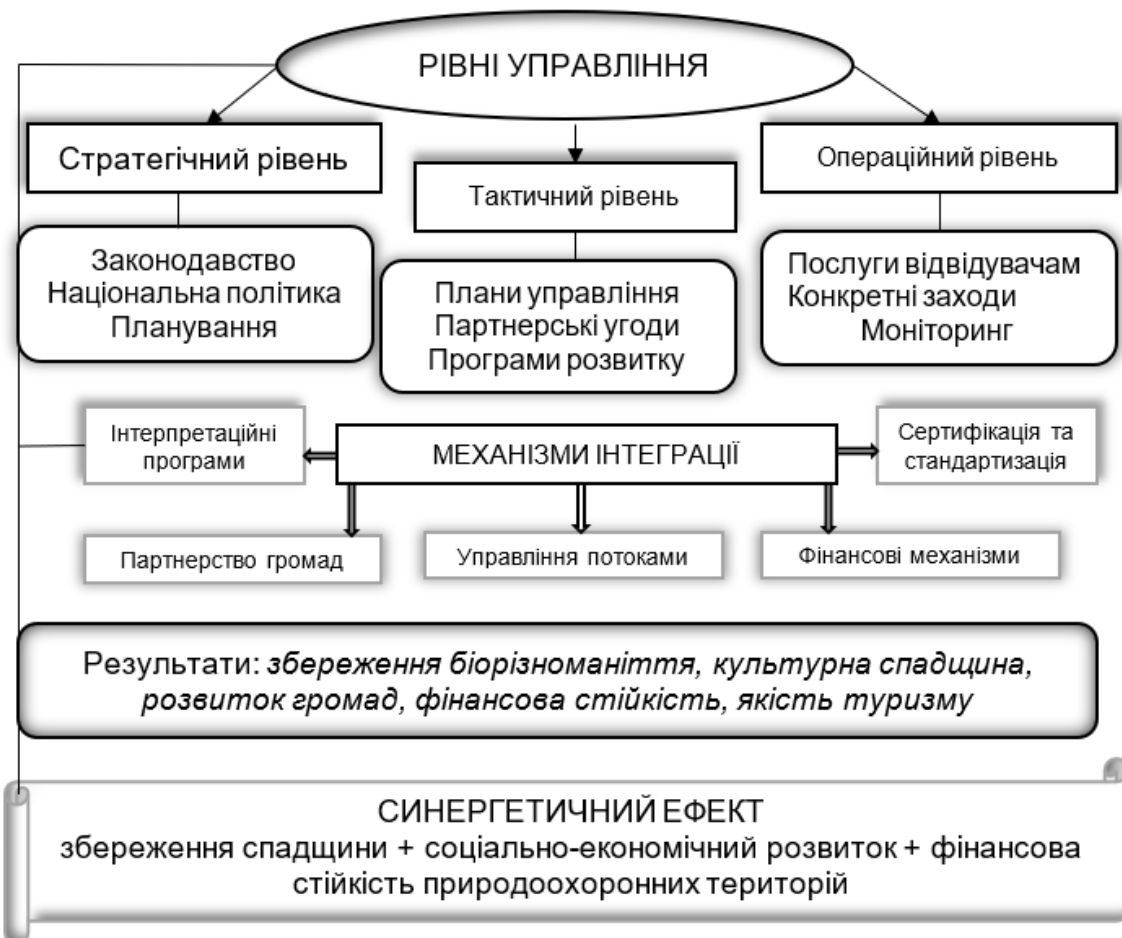 РІВНІ УПРАВЛІННЯ
Стратегічний рівень
Тактичний рівень
Операційний рівень
Законодавство
Національна політика
Планування
Плани управління
Партнерські угоди
Програми розвитку
Послуги відвідувачам
Конкретні заходи
Моніторинг
Інтерпретаційні
програми
МЕХАНІЗМИ ІНТЕГРАЦІЇ
Сертифікація та
стандартизація
Партнерство громад
Управління потоками
Фінансові механізми
Результати: збереження біорізноманіття, культурна спадщина,
розвиток громад, фінансова стійкість, якість туризму
СИНЕРГЕТИЧНИЙ ЕФЕКТ
збереження спадщини + соціально-економічний розвиток + фінансова
стійкість природоохоронних територій